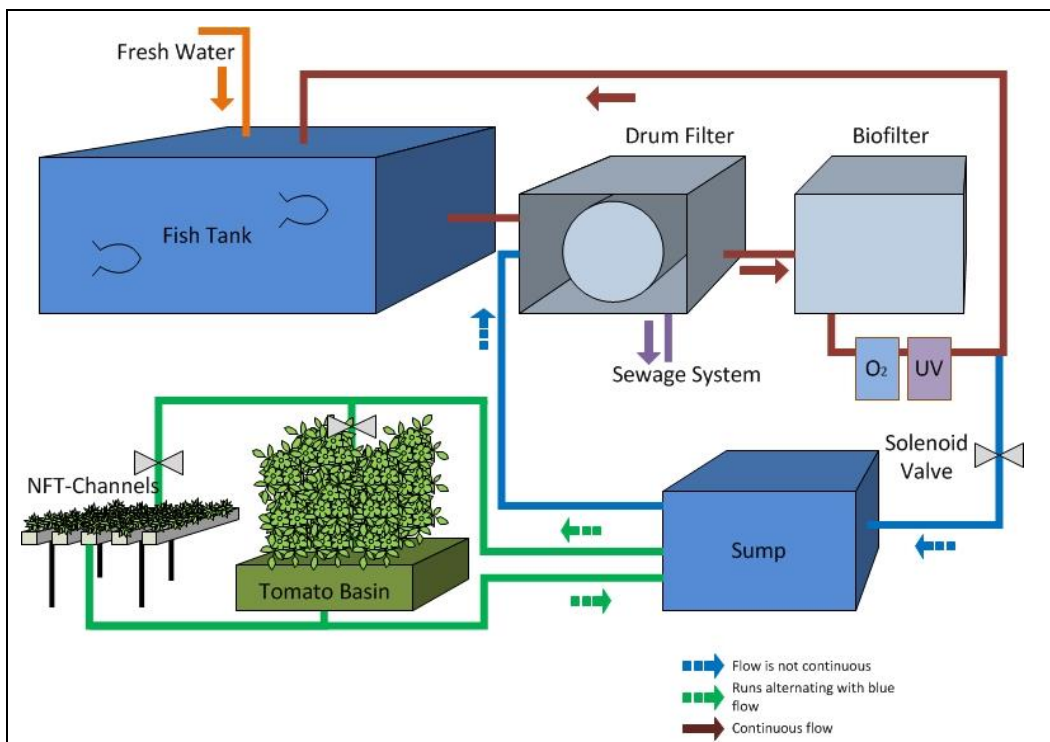 Fresh Water
Drum Filter
Biofilter
Fish Tank
Sewage System
O₂
UV
Solenoid
Valve
NFT-Channels
Tomato Basin
Sump
Flow is not continuous
Runs alternating with blue
flow
Continuous flow